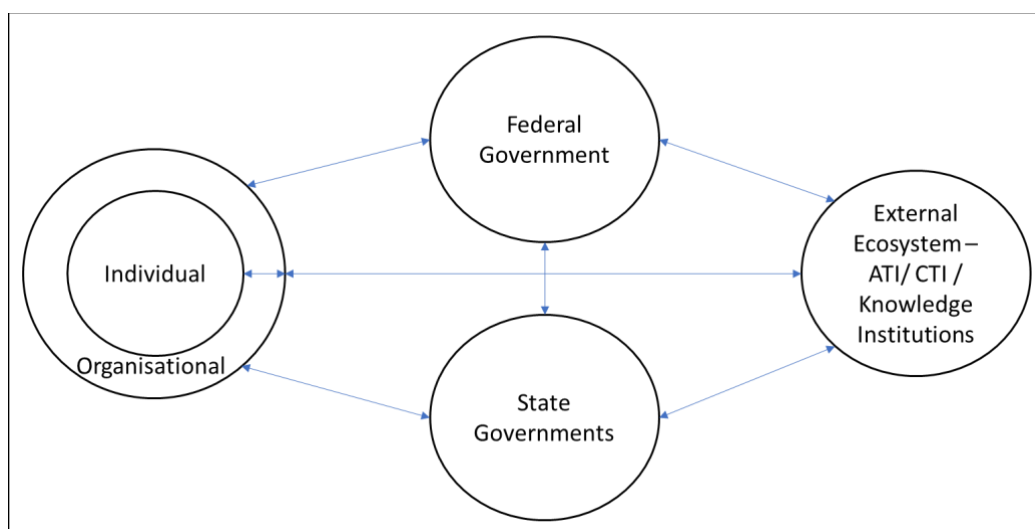 Federal
Government
Individual
Organisational
External
Ecosystem –
ATI/ CTI /
Knowledge
Institutions
State
Governments